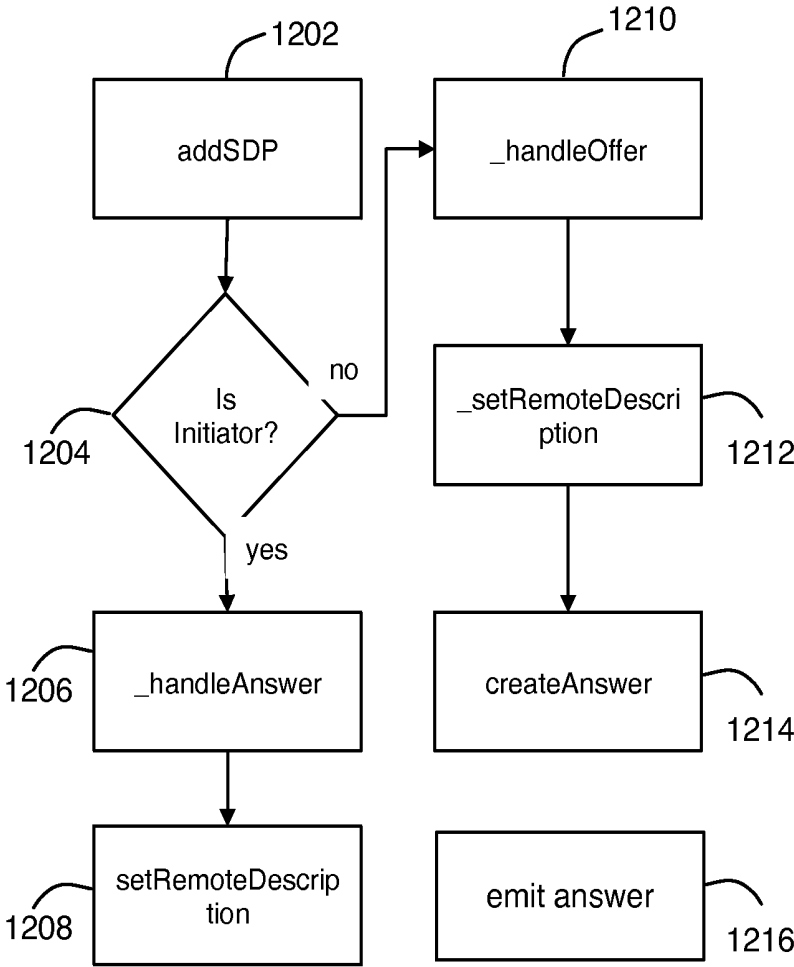 1202
addSDP
Is
Initiator?
1204
no
yes
_handleAnswer
1206
setRemoteDescrip
tion
1208
1210
_handleOffer
_setRemoteDescri
ption
1212
createAnswer
1214
emit answer
1216